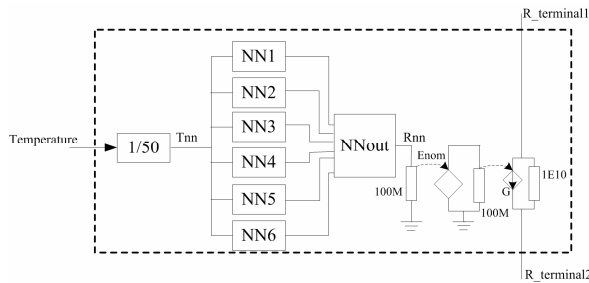 R_terminal1
NN1
NN2
NN3
NN4
NN5
NN6
Temperature
1/50
Tnn
NNout
Rnn
Enom
100M
100M
G
1E10
R_terminal2